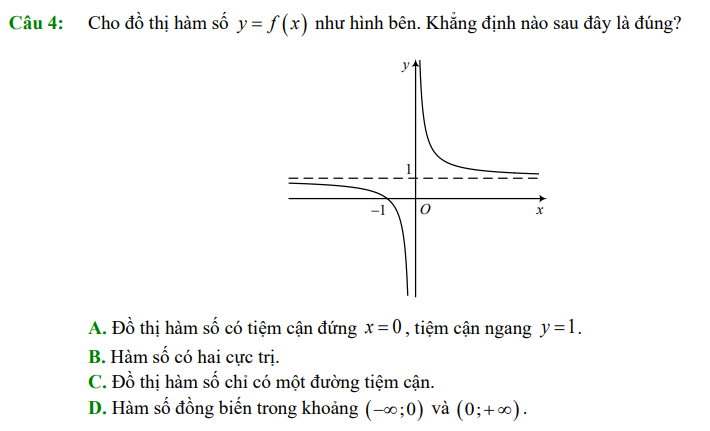 Câu 4: Cho đồ thị hàm số y = f(x) như hình bên. Khẳng định nào sau đây là đúng?
y
1
−1 O x
A. Đồ thị hàm số có tiệm cận đứng x = 0, tiệm cận ngang y = 1.
B. Hàm số có hai cực trị.
C. Đồ thị hàm số chỉ có một đường tiệm cận.
D. Hàm số đồng biến trong khoảng (−∞;0) và (0;+∞).